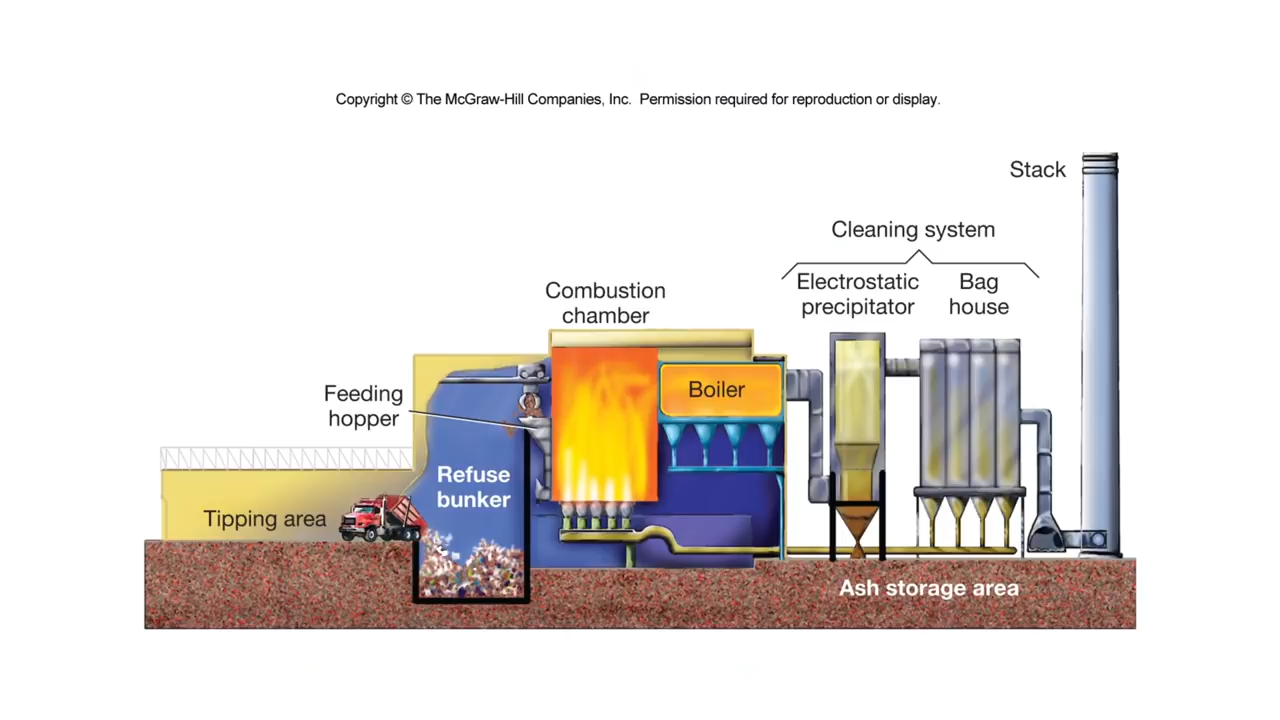 Copyright © The McGraw-Hill Companies, Inc.  Permission required for reproduction or display.
Stack
Cleaning system
Electrostatic
precipitator
Bag
house
Combustion
chamber
Boiler
Feeding
hopper
Refuse
bunker
Tipping area
Ash storage area